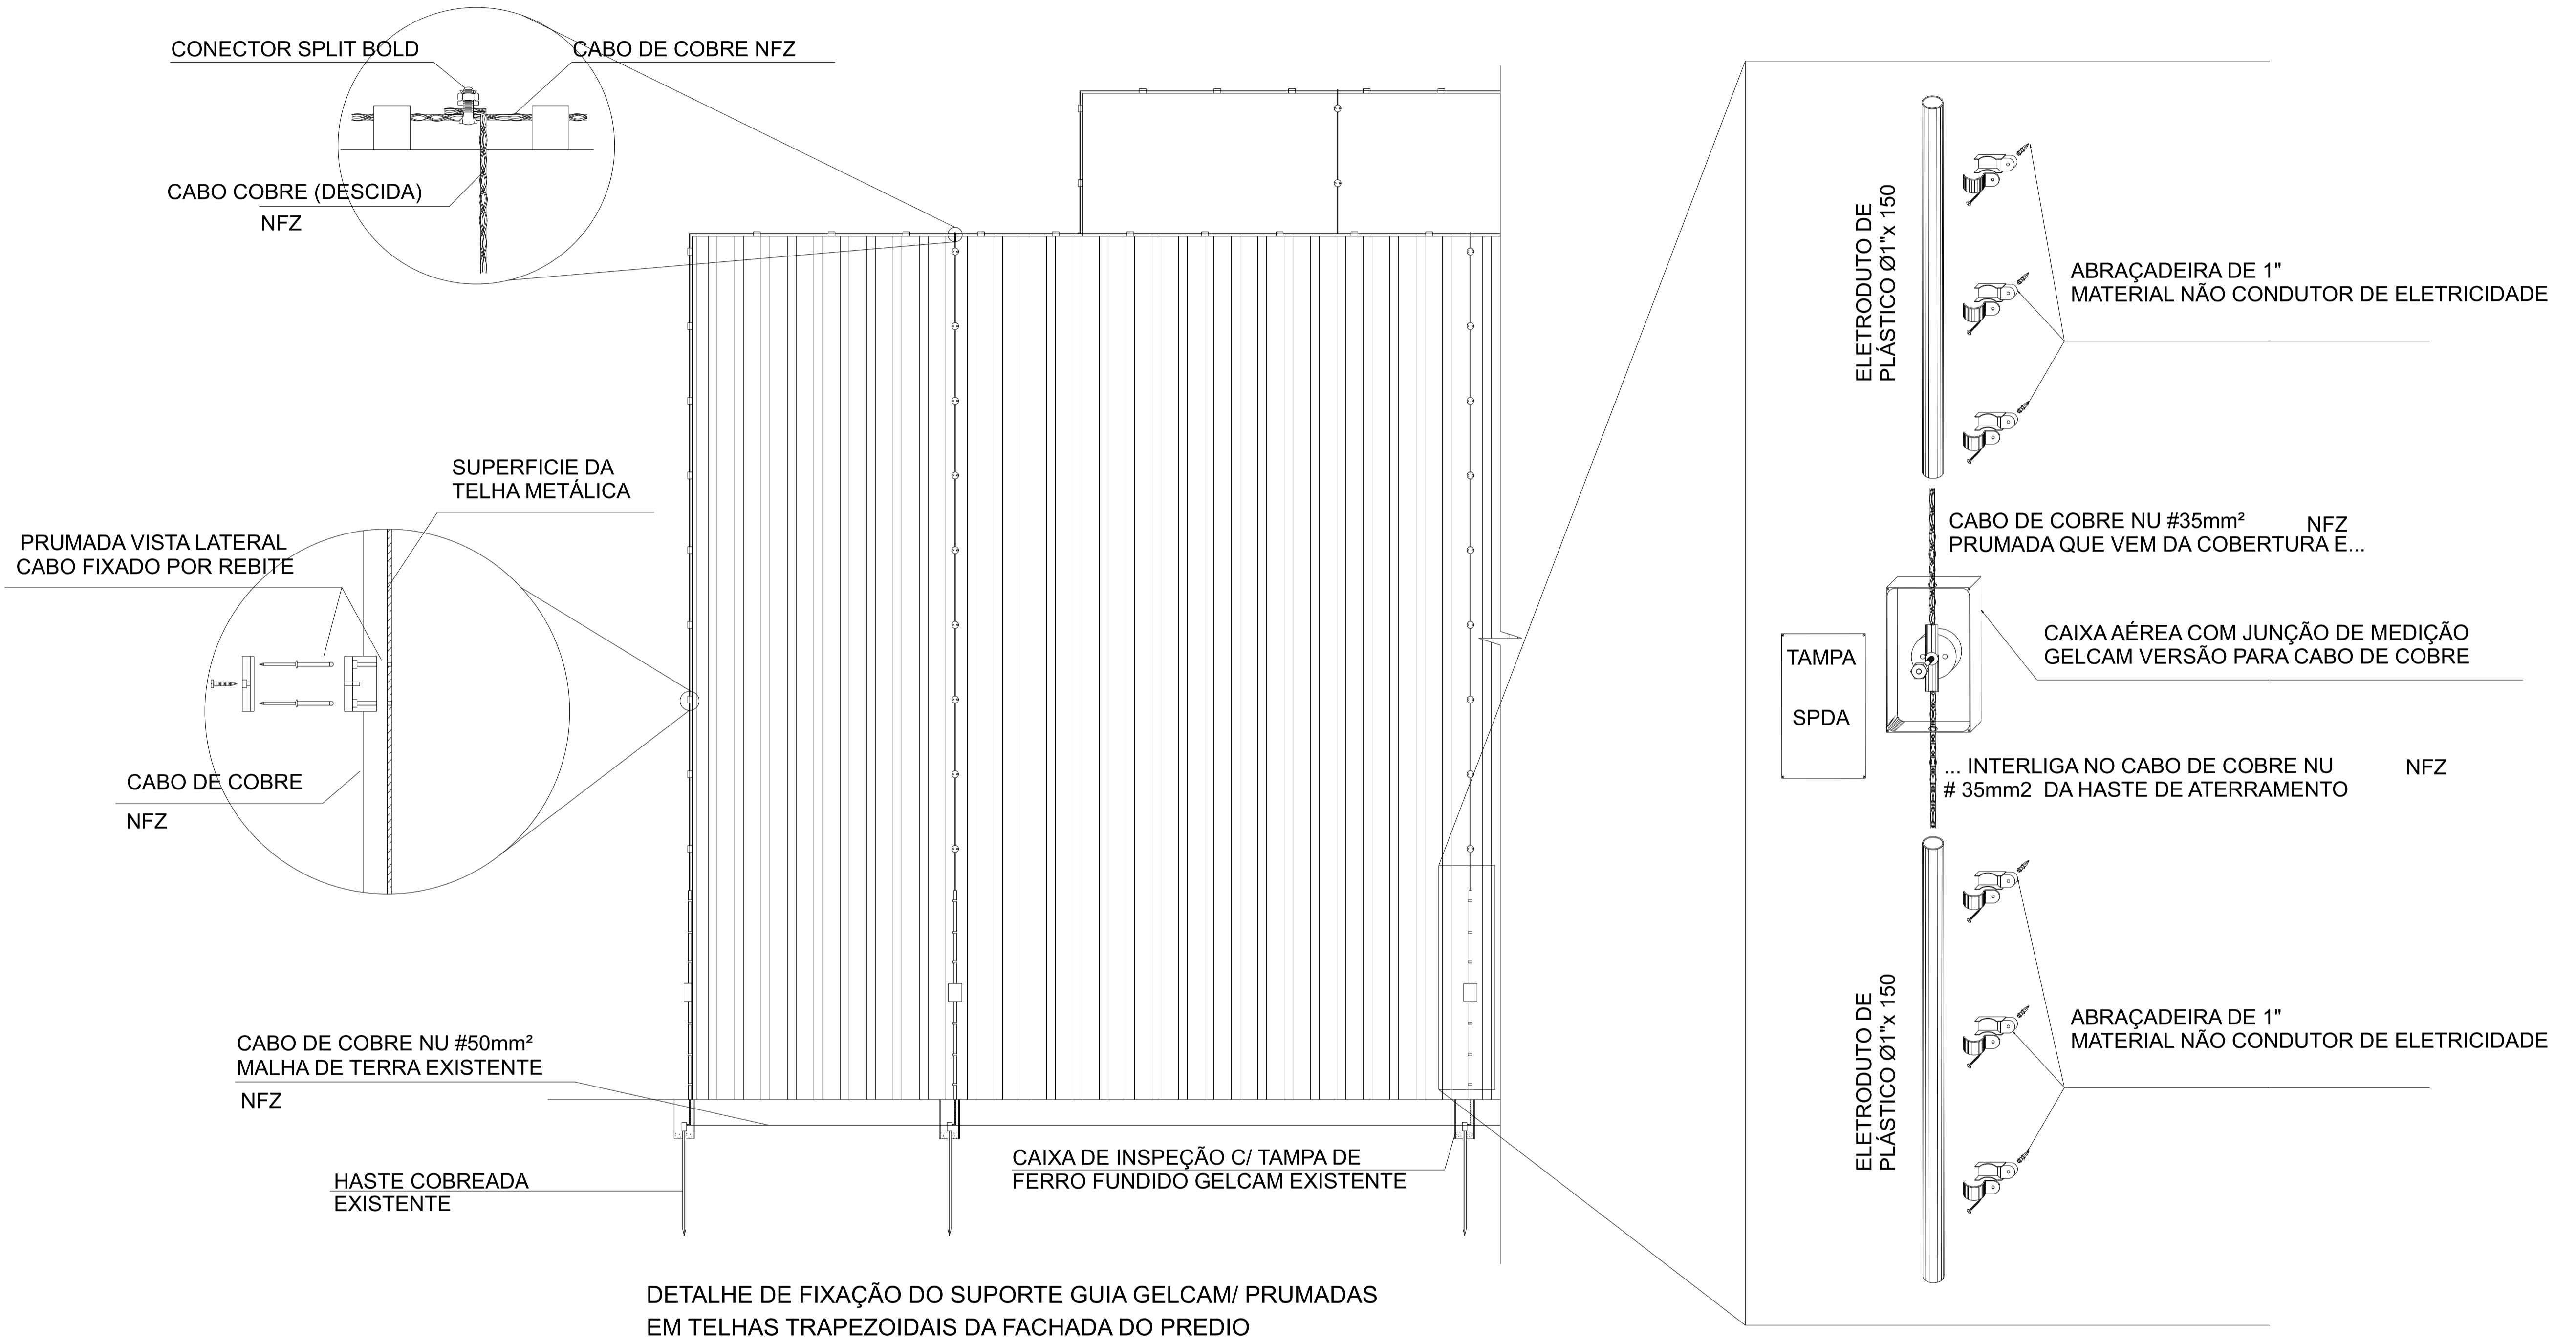 CONECTOR SPLIT BOLD
CABO DE COBRE NFZ
CABO COBRE (DESCIDA)
NFZ
SUPERFICIE DA
TELHA METÁLICA
PRUMADA VISTA LATERAL
CABO FIXADO POR REBITE
CABO DE COBRE
NFZ
CABO DE COBRE NU #50mm²
MALHA DE TERRA EXISTENTE
NFZ
HASTE COBREADA
EXISTENTE
CAIXA DE INSPEÇÃO C/ TAMPA DE
FERRO FUNDIDO GELCAM EXISTENTE
DETALHE DE FIXAÇÃO DO SUPORTE GUIA GELCAM/ PRUMADAS
EM TELHAS TRAPEZOIDAIS DA FACHADA DO PREDIO
ELETRODUTO DE
PLÁSTICO Ø1"x 150
ABRAÇADEIRA DE 1"
MATERIAL NÃO CONDUTOR DE ELETRICIDADE
CABO DE COBRE NU #35mm² NFZ
PRUMADA QUE VEM DA COBERTURA E...
CAIXA AÉREA COM JUNÇÃO DE MEDIÇÃO
GELCAM VERSÃO PARA CABO DE COBRE
TAMPA
SPDA
... INTERLIGA NO CABO DE COBRE NU NFZ
# 35mm2 DA HASTE DE ATERRAMENTO
ELETRODUTO DE
PLÁSTICO Ø1"x 150
ABRAÇADEIRA DE 1"
MATERIAL NÃO CONDUTOR DE ELETRICIDADE